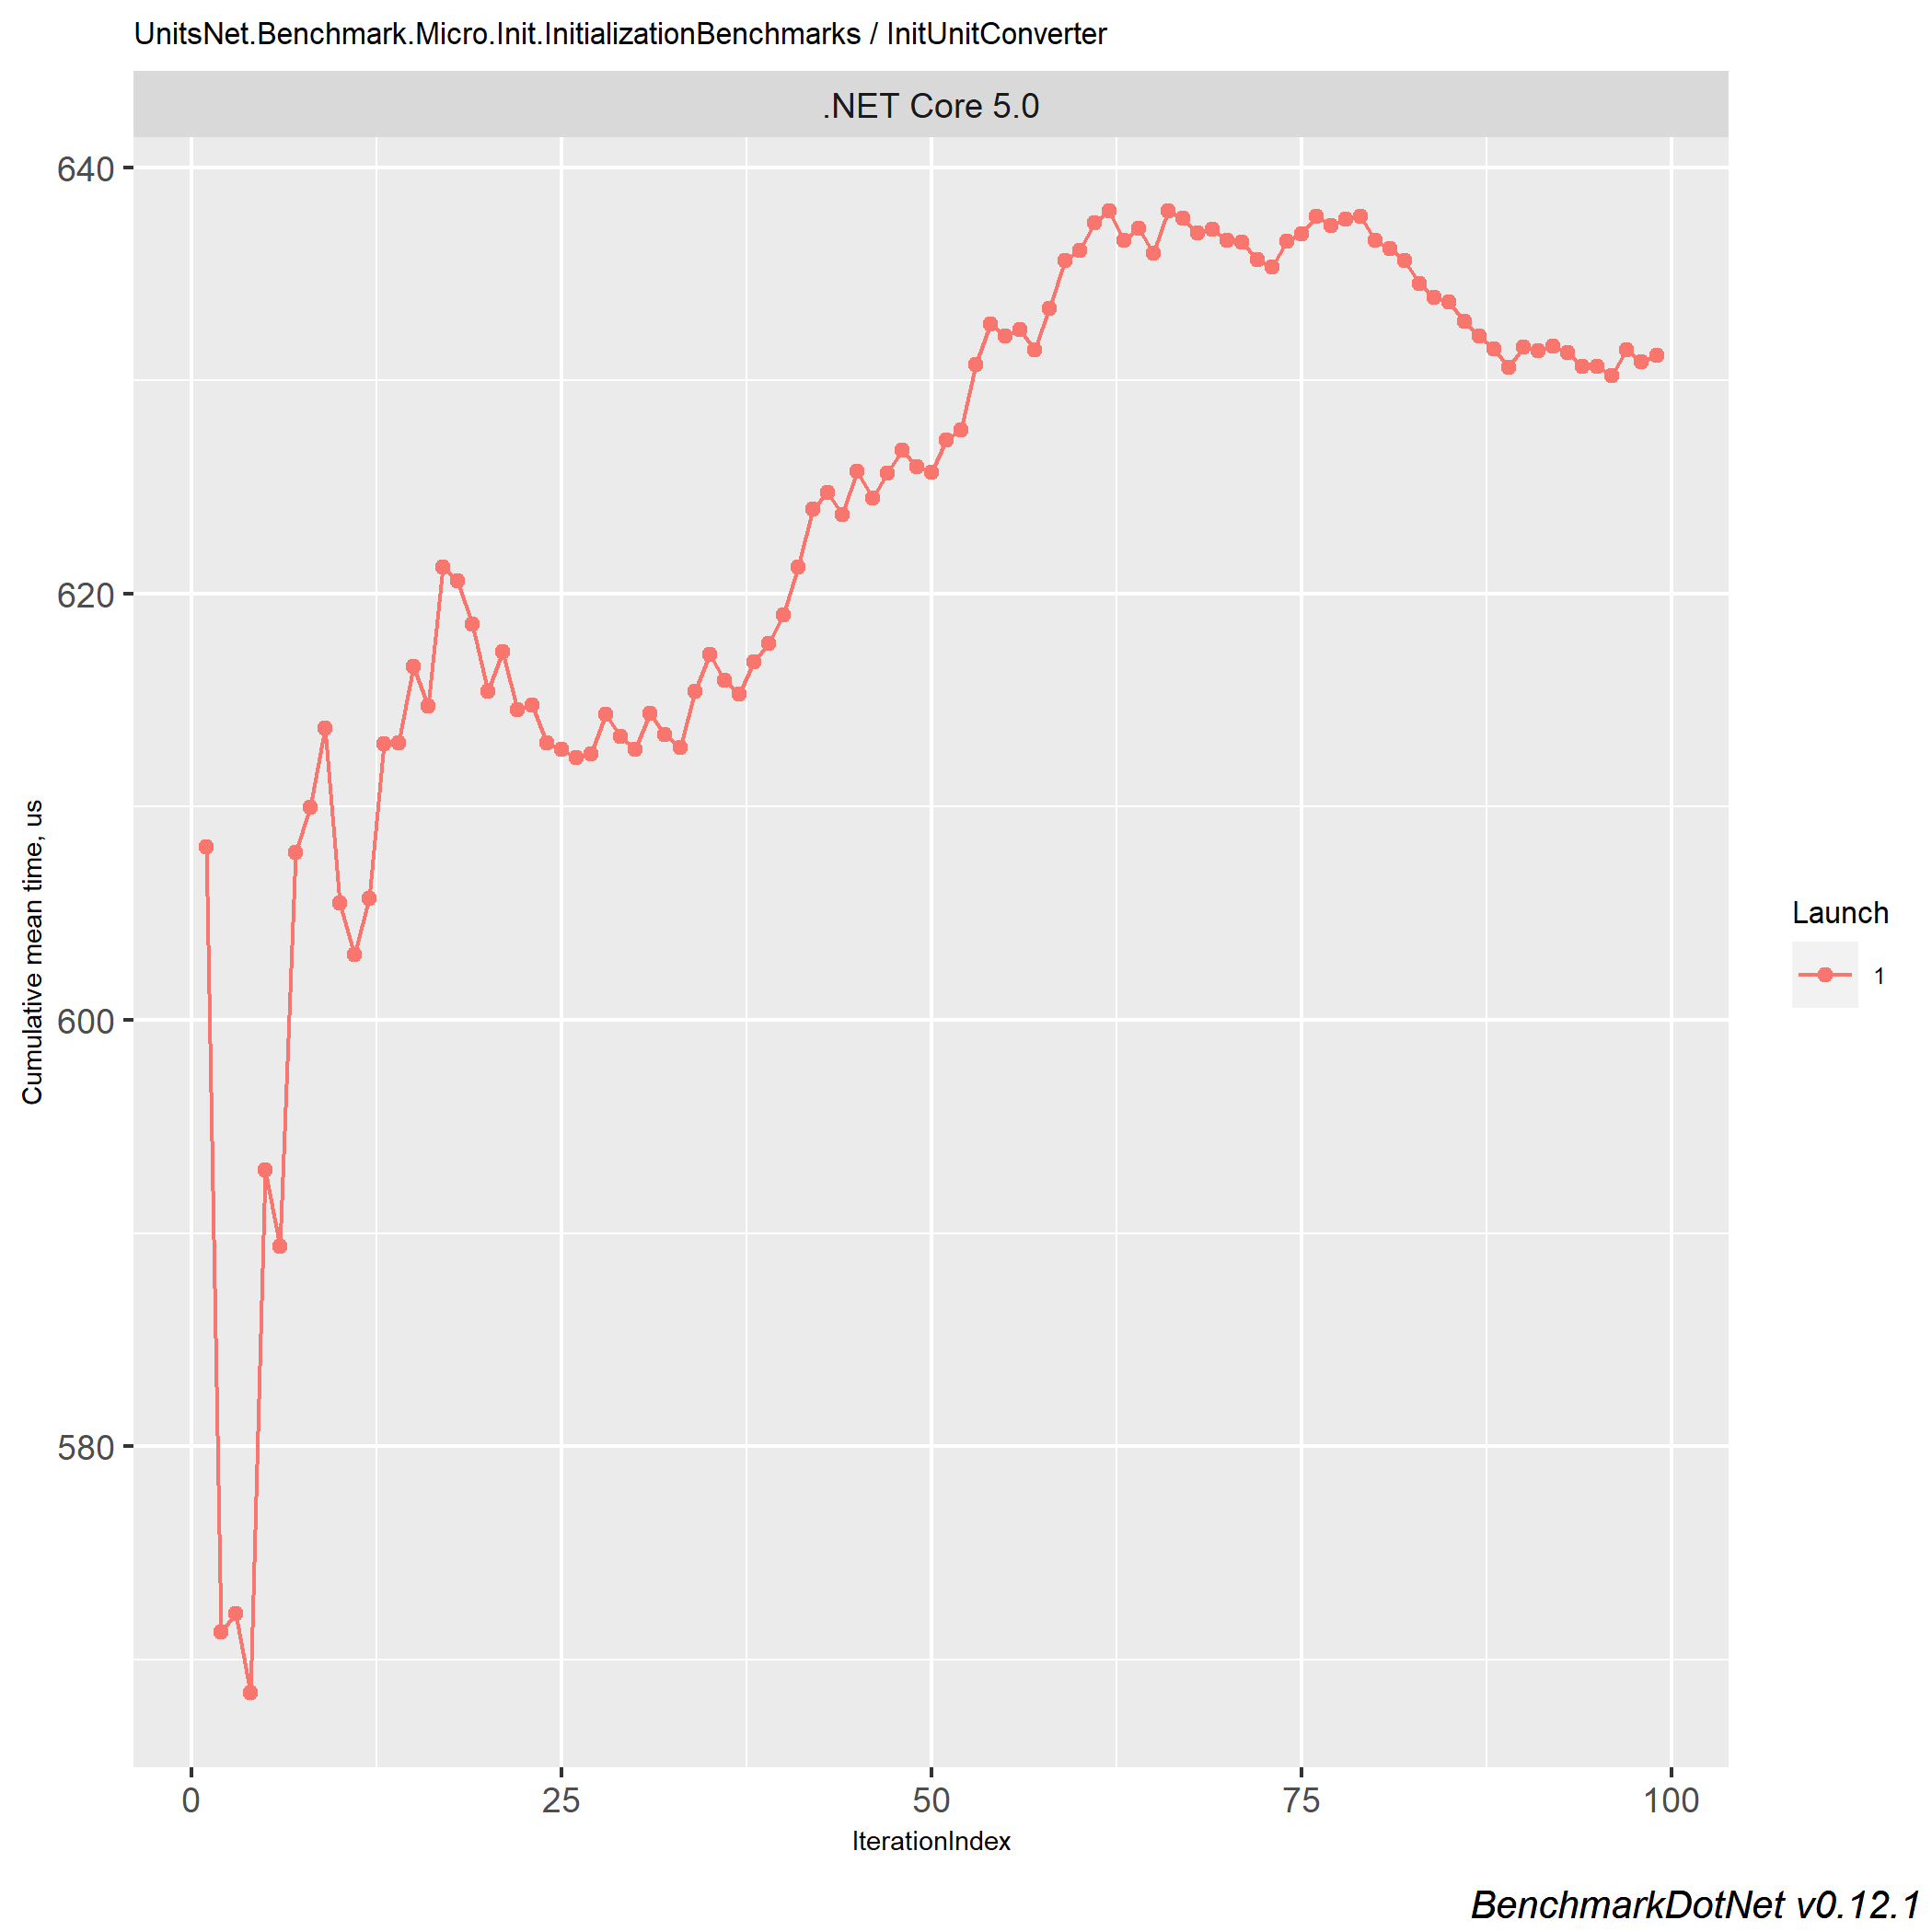 UnitsNet.Benchmark.Micro.Init.InitializationBenchmarks / InitUnitConverter
.NET Core 5.0
640
620
600
580
Cumulative mean time, us
0 25 50 75 100
IterationIndex
Launch
1
BenchmarkDotNet v0.12.1